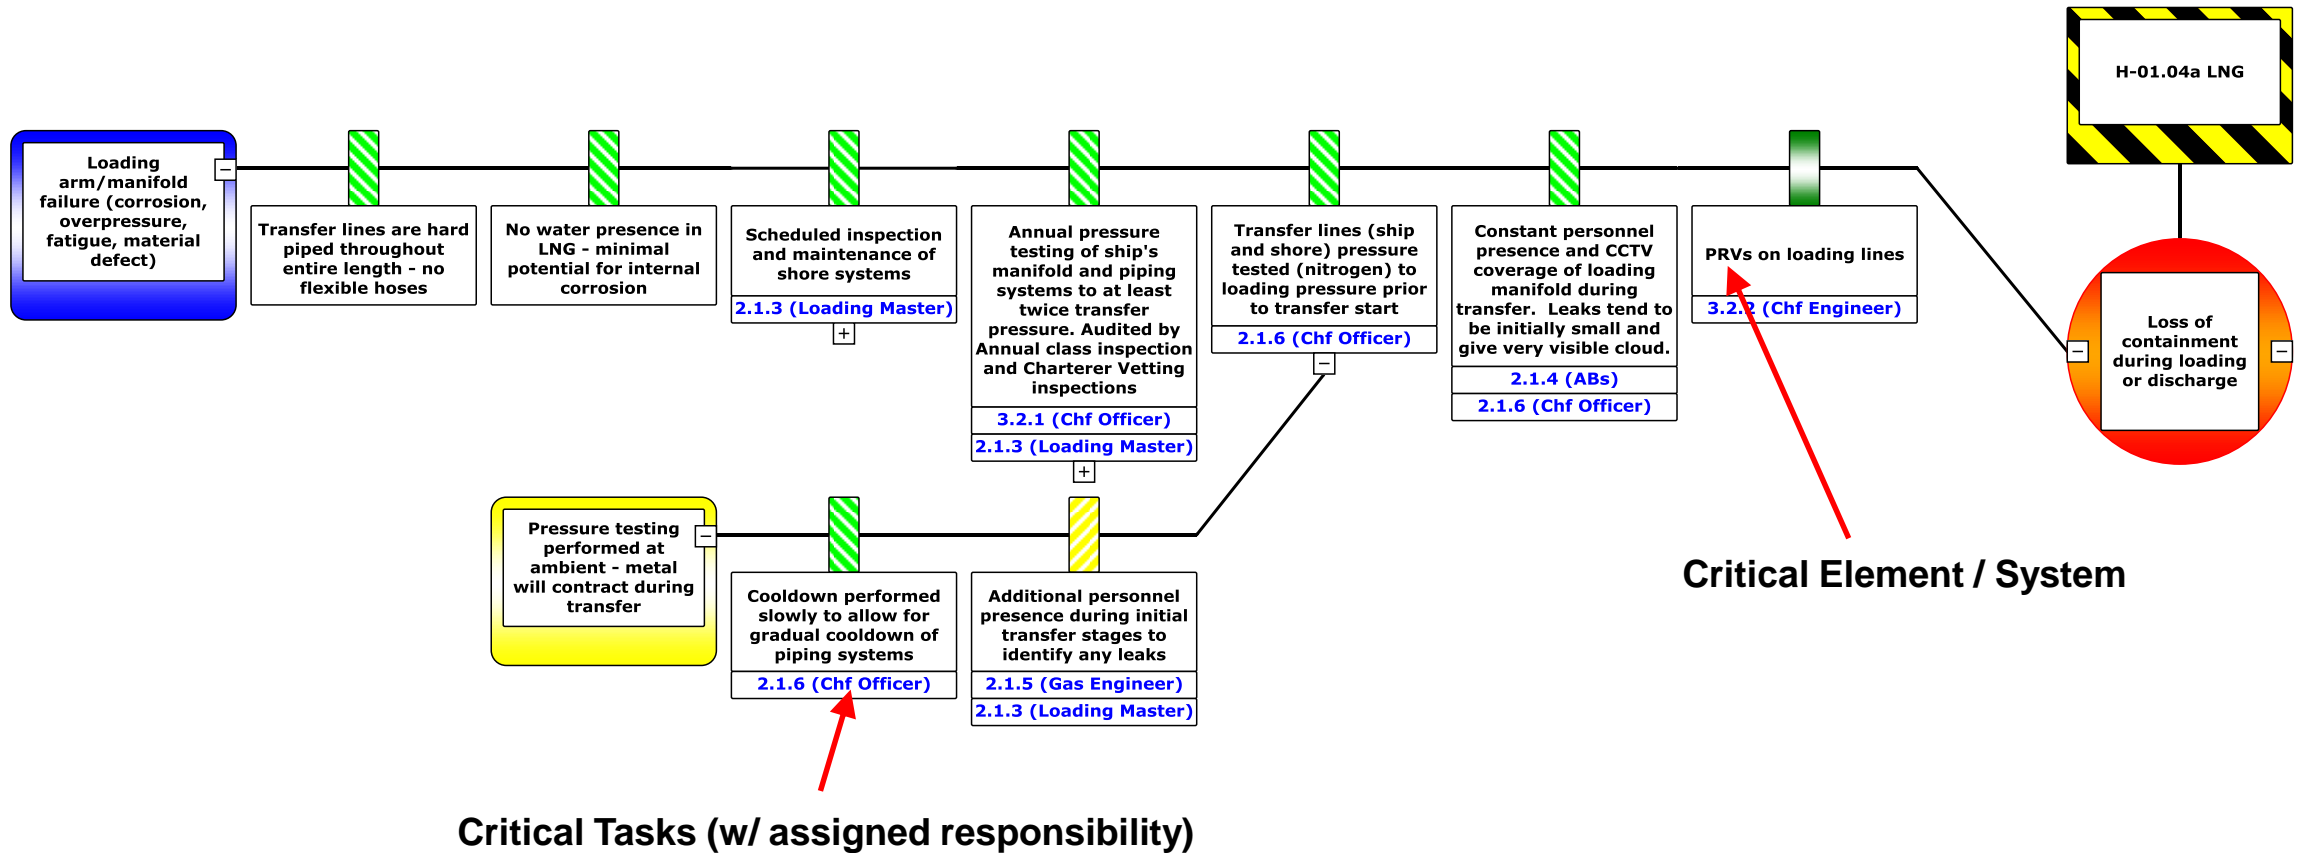 H-01.04a LNG
Loading
arm/manifold
failure (corrosion,
overpressure,
fatigue, material
defect)
Transfer lines are hard
piped throughout
entire length - no
flexible hoses
No water presence in
LNG - minimal
potential for internal
corrosion
Scheduled inspection
and maintenance of
shore systems
2.1.3 (Loading Master)
Annual pressure
testing of ship's
manifold and piping
systems to at least
twice transfer
pressure. Audited by
Annual class inspection
and Charterer Vetting
inspections
3.2.1 (Chf Officer)
2.1.3 (Loading Master)
Transfer lines (ship
and shore) pressure
tested (nitrogen) to
loading pressure prior
to transfer start
2.1.6 (Chf Officer)
Constant personnel
presence and CCTV
coverage of loading
manifold during
transfer.  Leaks tend to
be initially small and
give very visible cloud.
2.1.4 (ABs)
2.1.6 (Chf Officer)
PRVs on loading lines
3.2.2 (Chf Engineer)
Loss of
containment
during loading
or discharge
Pressure testing
performed at
ambient - metal
will contract during
transfer
Cooldown performed
slowly to allow for
gradual cooldown of
piping systems
2.1.6 (Chf Officer)
Additional personnel
presence during initial
transfer stages to
identify any leaks
2.1.5 (Gas Engineer)
2.1.3 (Loading Master)
Critical Element / System
Critical Tasks (w/ assigned responsibility)